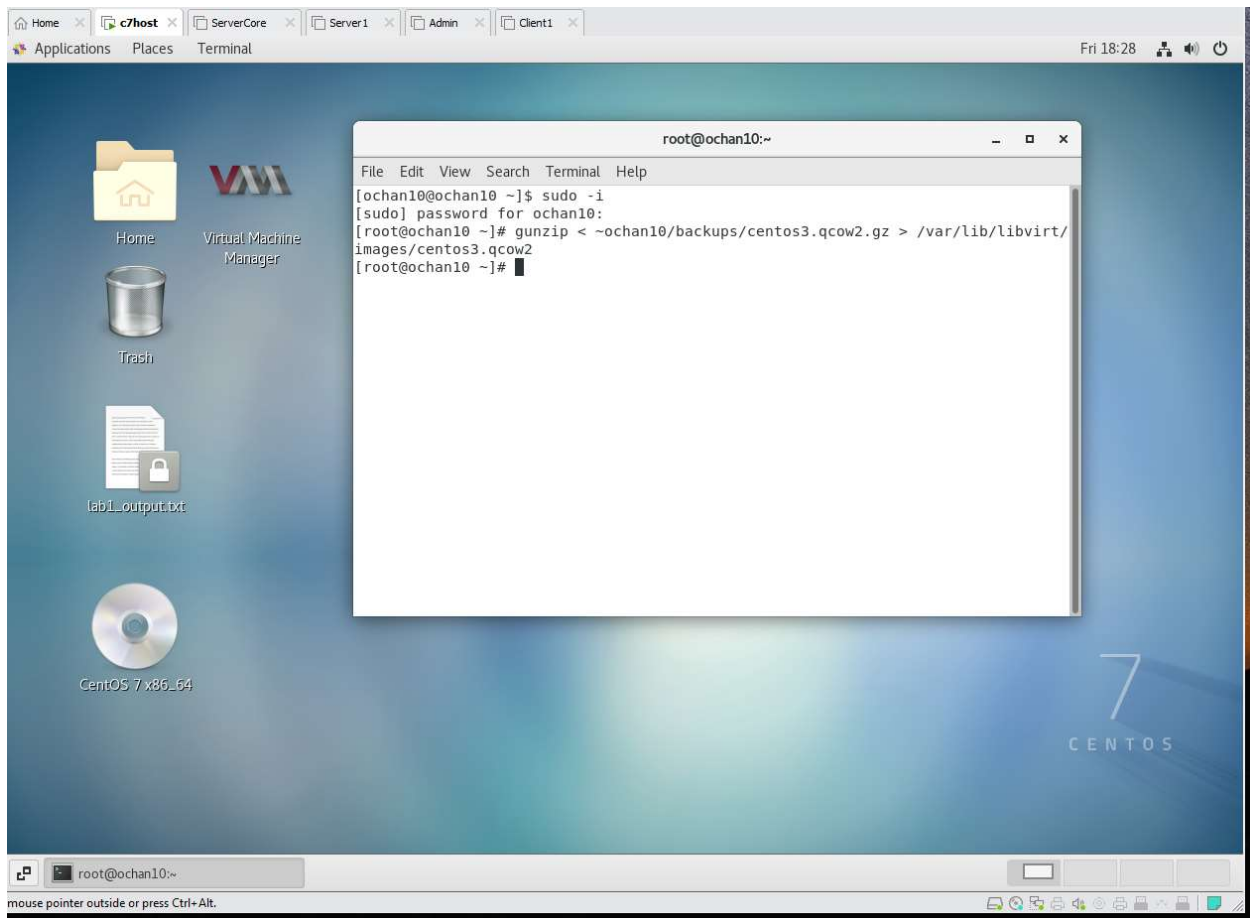 Home c7host ServerCore Server1 Admin Client1
Applications Places Terminal Fri 18:28
root@ochan10:~
File Edit View Search Terminal Help
[ochan10@ochan10 ~]$ sudo -i
[sudo] password for ochan10:
[root@ochan10 ~]# gunzip < ~ochan10/backups/centos3.qcow2.gz > /var/lib/libvirt/
images/centos3.qcow2
[root@ochan10 ~]#
Home
VM
Virtual Machine
Manager
Trash
lab1_output.txt
CentOS 7 x86_64
7
CENTOS
root@ochan10:~
mouse pointer outside or press Ctrl+Alt.